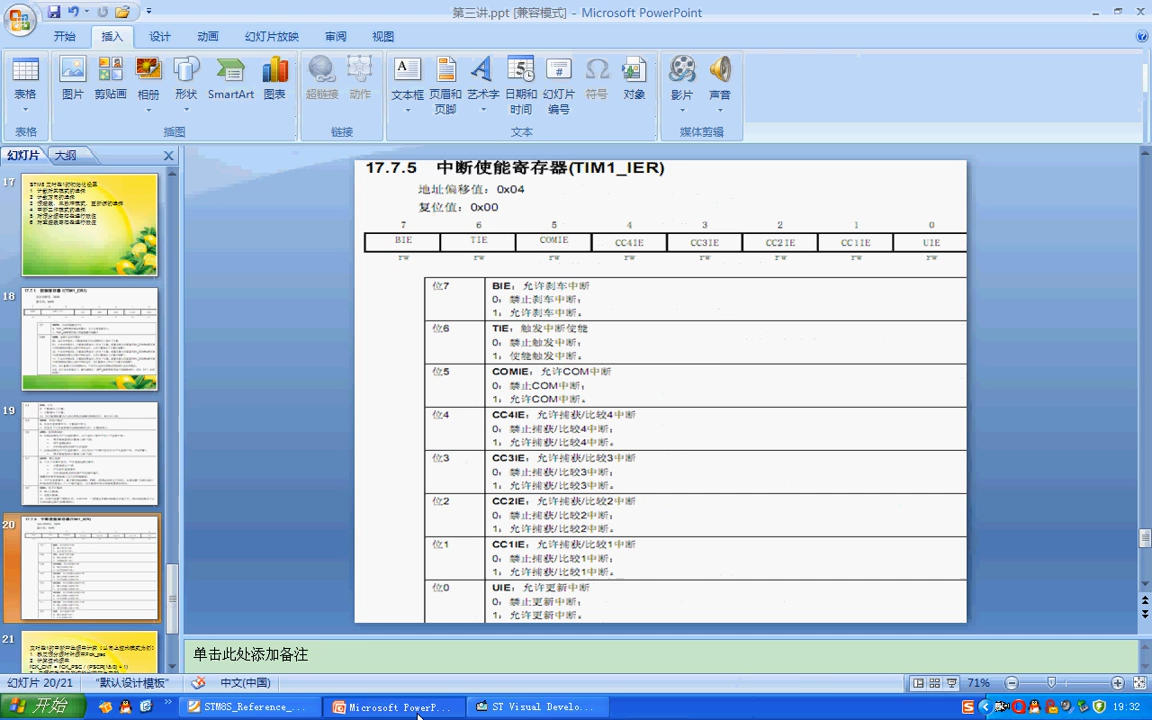 第三讲.ppt [兼容模式] - Microsoft PowerPoint
开始 插入 设计 动画 幻灯片放映 审阅 视图
表格 图片 剪贴画 相册 形状 SmartArt 图表 超链接 动作 文本框 页眉和页脚 艺术字 日期和时间 幻灯片编号 符号 对象 影片 声音
表格 插图 链接 文本 媒体剪辑
幻灯片 大纲
17
18
19
20
21
17.7.5 中断使能寄存器(TIM1_IER)
地址偏移值：0x04
复位值：0x00
7 6 5 4 3 2 1 0
BIE TIE COMIE CC4IE CC3IE CC2IE CC1IE UIE
rw rw rw rw rw rw rw rw
位7 BIE：允许刹车中断
0：禁止刹车中断；
1：允许刹车中断。
位6 TIE：触发中断使能
0：禁止触发中断；
1：使能触发中断。
位5 COMIE：允许COM中断
0：禁止COM中断；
1：允许COM中断。
位4 CC4IE：允许捕获/比较4中断
0：禁止捕获/比较4中断；
1：允许捕获/比较4中断。
位3 CC3IE：允许捕获/比较3中断
0：禁止捕获/比较3中断；
1：允许捕获/比较3中断。
位2 CC2IE：允许捕获/比较2中断
0：禁止捕获/比较2中断；
1：允许捕获/比较2中断。
位1 CC1IE：允许捕获/比较1中断
0：禁止捕获/比较1中断；
1：允许捕获/比较1中断。
位0 UIE：允许更新中断
0：禁止更新中断；
1：允许更新中断。
单击此处添加备注
幻灯片 20/21 "默认设计模板" 中文(中国) 71%
开始 STM8S_Reference_... Microsoft PowerP... ST Visual Develo... 19:32